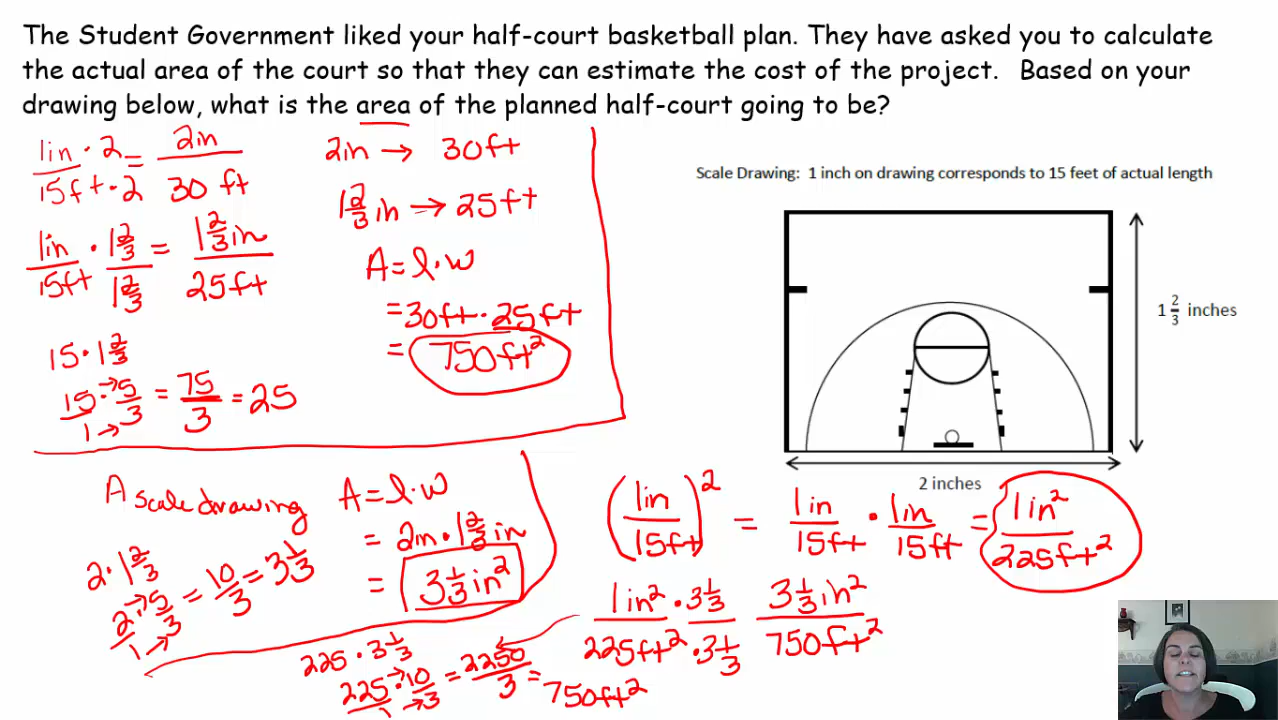 The Student Government liked your half-court basketball plan. They have asked you to calculate
the actual area of the court so that they can estimate the cost of the project. Based on your
drawing below, what is the area of the planned half-court going to be?
1in/15ft · 2/2 = 2in/30 ft
1in/15ft · 1 2/3/1 2/3 = 1 2/3 in/25ft
15 · 1 2/3
15/1 · 5/3 = 75/3 = 25
2in → 30ft
1 2/3 in → 25ft
A = l·w
= 30ft · 25ft
= 750ft²
Scale Drawing: 1 inch on drawing corresponds to 15 feet of actual length
1 2/3 inches
2 inches
A scale drawing
2 · 1 2/3
2/1 · 5/3 = 10/3 = 3 1/3
A = l·w
= 2in · 1 2/3 in
= 3 1/3 in²
(1in/15ft)² = 1in/15ft · 1in/15ft = 1in²/225ft²
1in²/225ft² · 3 1/3/3 1/3 3 1/3 in²/750ft²
225 · 3 1/3
225/1 · 10/3 = 2250/3 =
750ft²